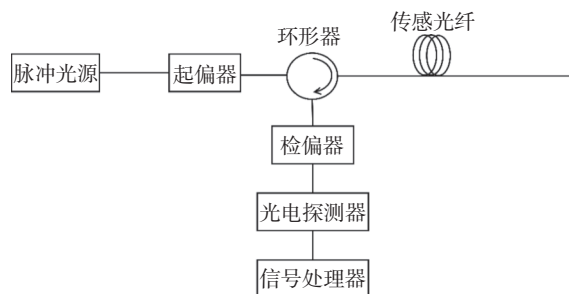 环形器
传感光纤
脉冲光源
起偏器
检偏器
光电探测器
信号处理器